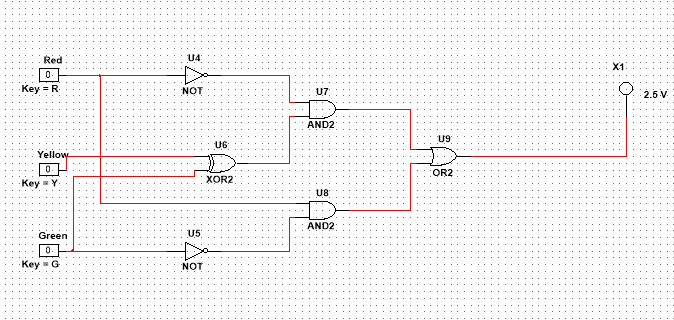 Red
0
Key = R
U4
NOT
U7
AND2
X1
2.5 V
Yellow
0
Key = Y
U6
XOR2
U9
OR2
U8
AND2
Green
0
Key = G
U5
NOT